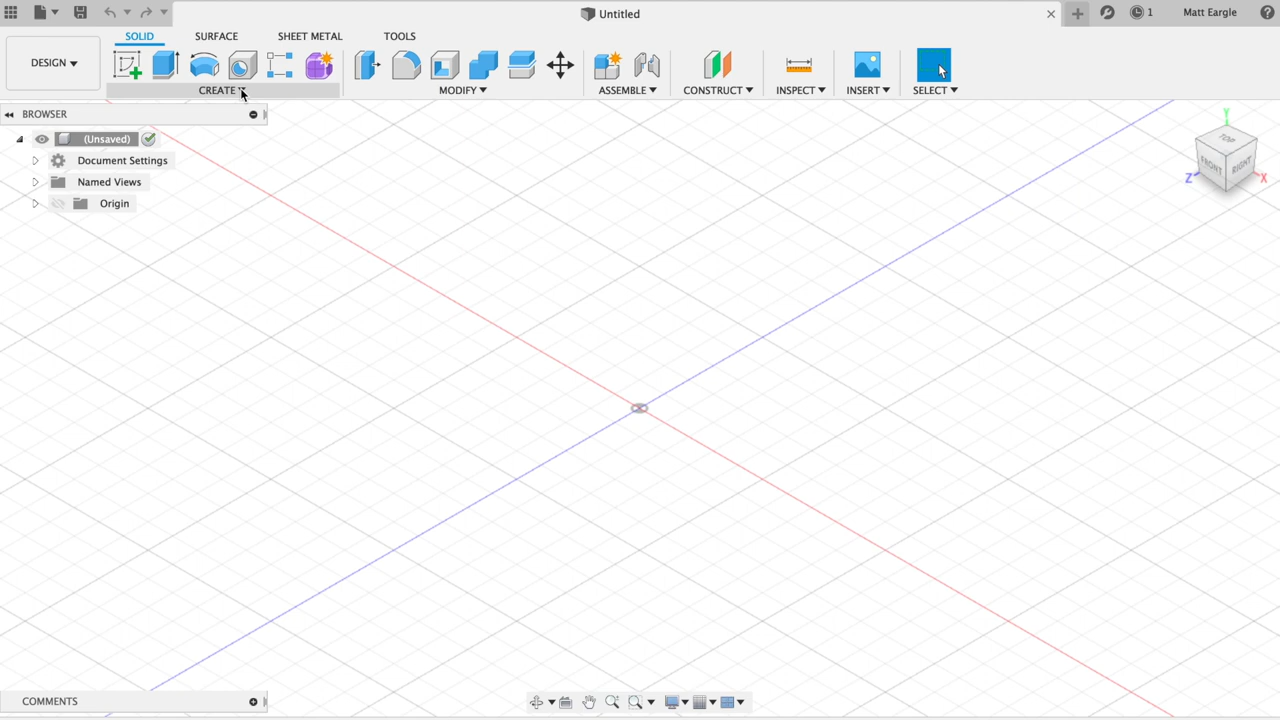 Untitled
1
Matt Eargle
DESIGN
SOLID
SURFACE
SHEET METAL
TOOLS
CREATE
MODIFY
ASSEMBLE
CONSTRUCT
INSPECT
INSERT
SELECT
BROWSER
(Unsaved)
Document Settings
Named Views
Origin
Y
TOP
FRONT
RIGHT
Z
X
COMMENTS